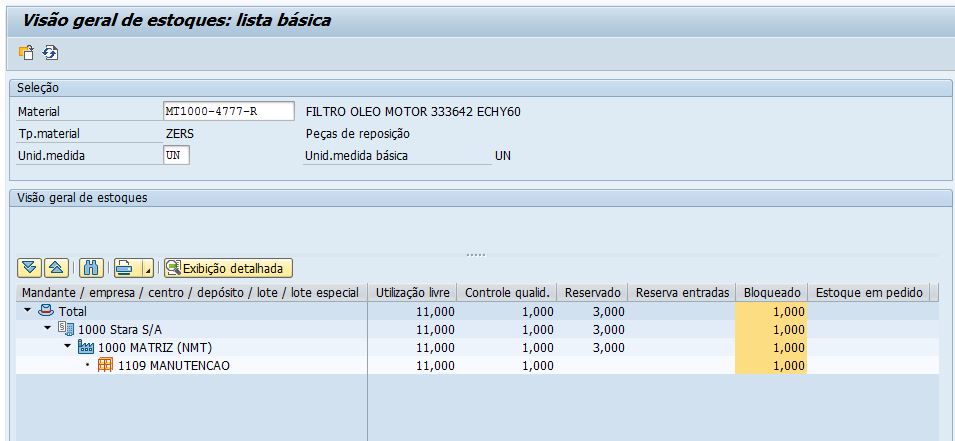 Visão geral de estoques: lista básica
Seleção
Material MT1000-4777-R FILTRO OLEO MOTOR 333642 ECHY60
Tp.material ZERS Peças de reposição
Unid.medida UN Unid.medida básica UN
Visão geral de estoques
Exibição detalhada
Mandante / empresa / centro / depósito / lote / lote especial Utilização livre Controle qualid. Reservado Reserva entradas Bloqueado Estoque em pedido
Total 11,000 1,000 3,000 1,000
1000 Stara S/A 11,000 1,000 3,000 1,000
1000 MATRIZ (NMT) 11,000 1,000 3,000 1,000
1109 MANUTENCAO 11,000 1,000 1,000